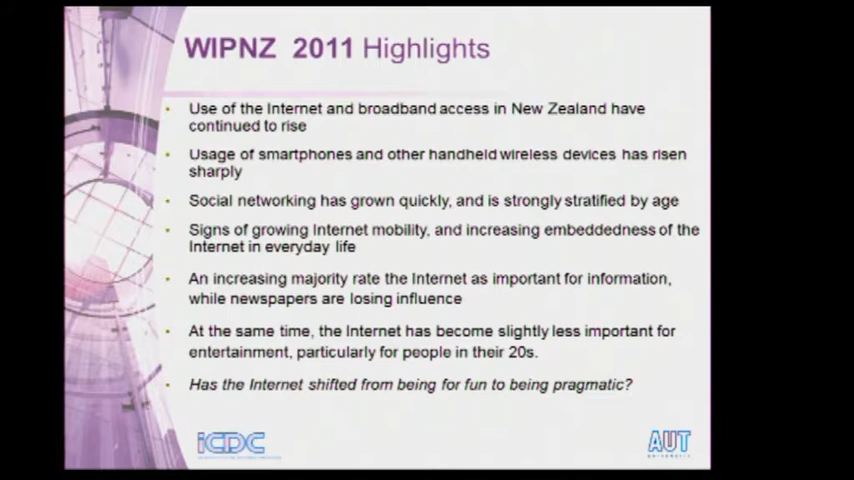 WIPNZ 2011 Highlights
Use of the Internet and broadband access in New Zealand have
continued to rise
Usage of smartphones and other handheld wireless devices has risen
sharply
Social networking has grown quickly, and is strongly stratified by age
Signs of growing Internet mobility, and increasing embeddedness of the
Internet in everyday life
An increasing majority rate the Internet as important for information,
while newspapers are losing influence
At the same time, the Internet has become slightly less important for
entertainment, particularly for people in their 20s.
Has the Internet shifted from being for fun to being pragmatic?
iCDC
AUT